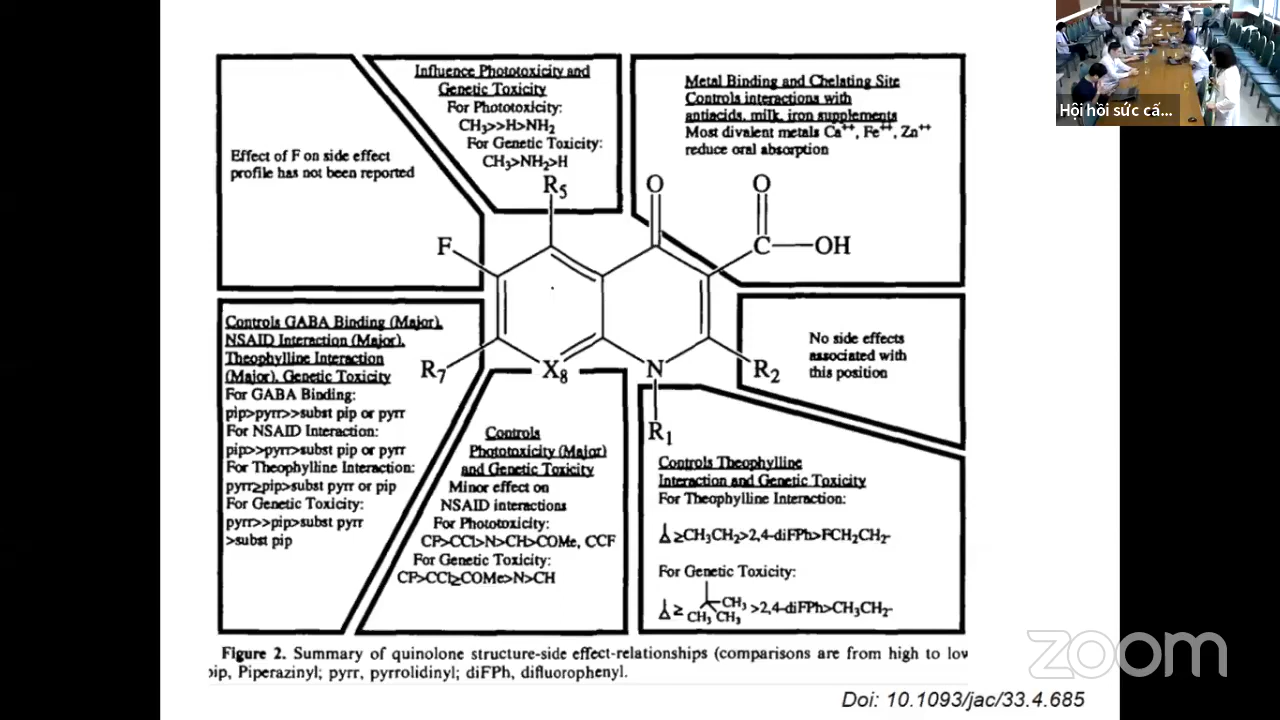 Influence Phototoxicity and
Genetic Toxicity
For Phototoxicity:
CH₃>>H>NH₂
For Genetic Toxicity:
CH₃>NH₂>H
Metal Binding and Chelating Site
Controls interactions with
antiacids, milk, iron supplements
Most divalent metals Ca⁺⁺, Fe⁺⁺, Zn⁺⁺
reduce oral absorption
Hội hồi sức cấ...
Effect of F on side effect
profile has not been reported
R₅
O
O
F
C
OH
Controls GABA Binding (Major),
NSAID Interaction (Major),
Theophylline Interaction
(Major), Genetic Toxicity
For GABA Binding:
pip>pyrr>>subst pip or pyrr
For NSAID Interaction:
pip>>pyrr>subst pip or pyrr
For Theophylline Interaction:
pyrr≥pip>subst pyrr or pip
For Genetic Toxicity:
pyrr>>pip>subst pyrr
>subst pip
No side effects
associated with
this position
R₇
X₈
N
R₂
R₁
Controls
Phototoxicity (Major)
and Genetic Toxicity
Minor effect on
NSAID interactions
For Phototoxicity:
CF>CCl>N>CH>COMe, CCF
For Genetic Toxicity:
CF>CCl≥COMe>N>CH
Controls Theophylline
Interaction and Genetic Toxicity
For Theophylline Interaction:
≥CH₃CH₂>2,4-diFPh>FCH₂CH₂-
For Genetic Toxicity:
≥ CH₃ CH₃ CH₃ >2,4-diFPh>CH₃CH₂-
Figure 2. Summary of quinolone structure-side effect-relationships (comparisons are from high to low
pip, Piperazinyl; pyrr, pyrrolidinyl; diFPh, difluorophenyl.
Doi: 10.1093/jac/33.4.685
zoom